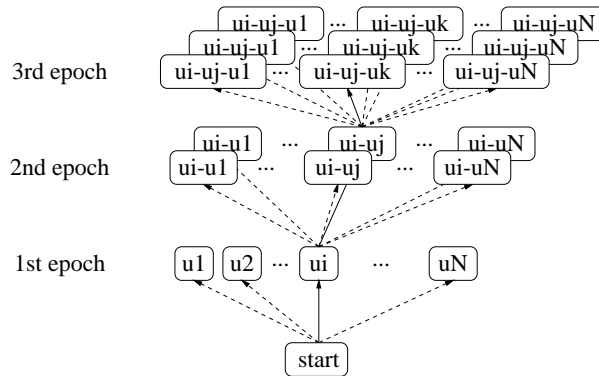 ui-uj-u1 ... ui-uj-uk ... ui-uj-uN
ui-uj-u1 ... ui-uj-uk ... ui-uj-uN
3rd epoch ui-uj-u1 ... ui-uj-uk ... ui-uj-uN
ui-u1 ... ui-uj ... ui-uN
2nd epoch ui-u1 ... ui-uj ... ui-uN
1st epoch u1 u2 ... ui ... uN
start